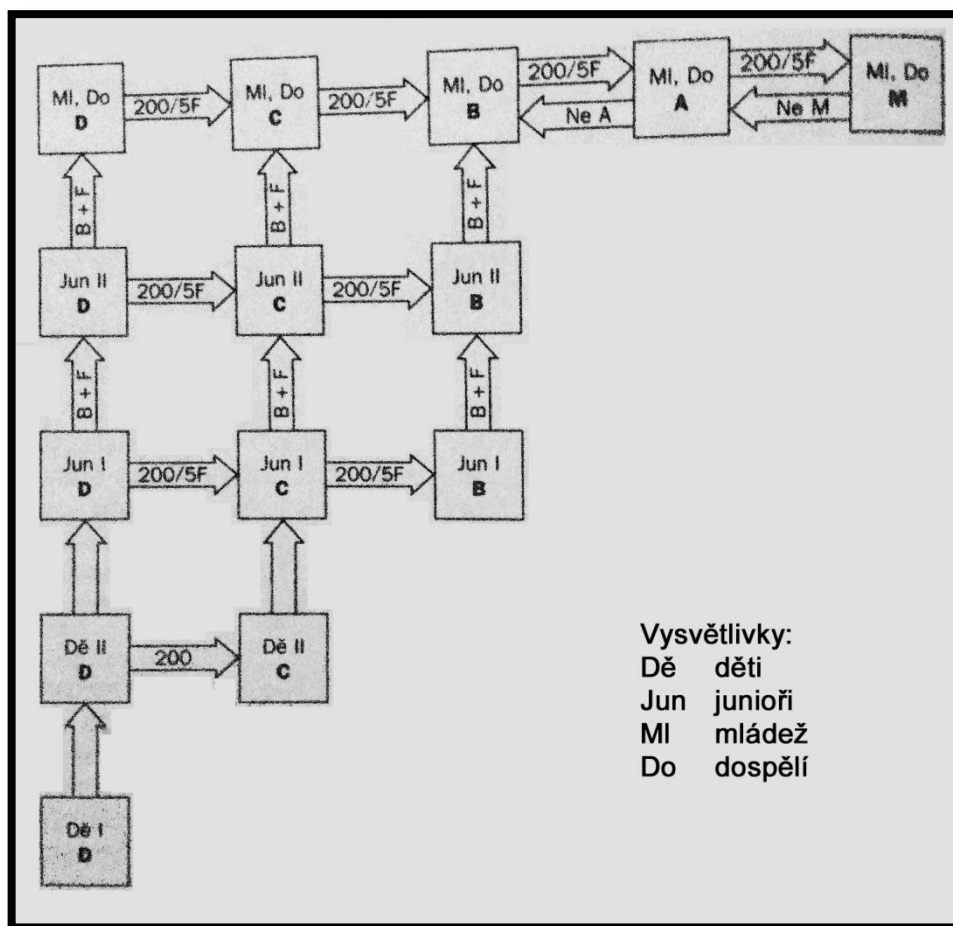 Ml, Do
D
200/5F
Ml, Do
C
200/5F
Ml, Do
B
200/5F
Ne A
Ml, Do
A
200/5F
Ne M
Ml, Do
M
B + F
B + F
B + F
Jun II
D
200/5F
Jun II
C
200/5F
Jun II
B
B + F
B + F
B + F
Jun I
D
200/5F
Jun I
C
200/5F
Jun I
B
Dě II
D
200
Dě II
C
Dě I
D
Vysvětlivky:
Dě děti
Jun junioři
Ml mládež
Do dospělí